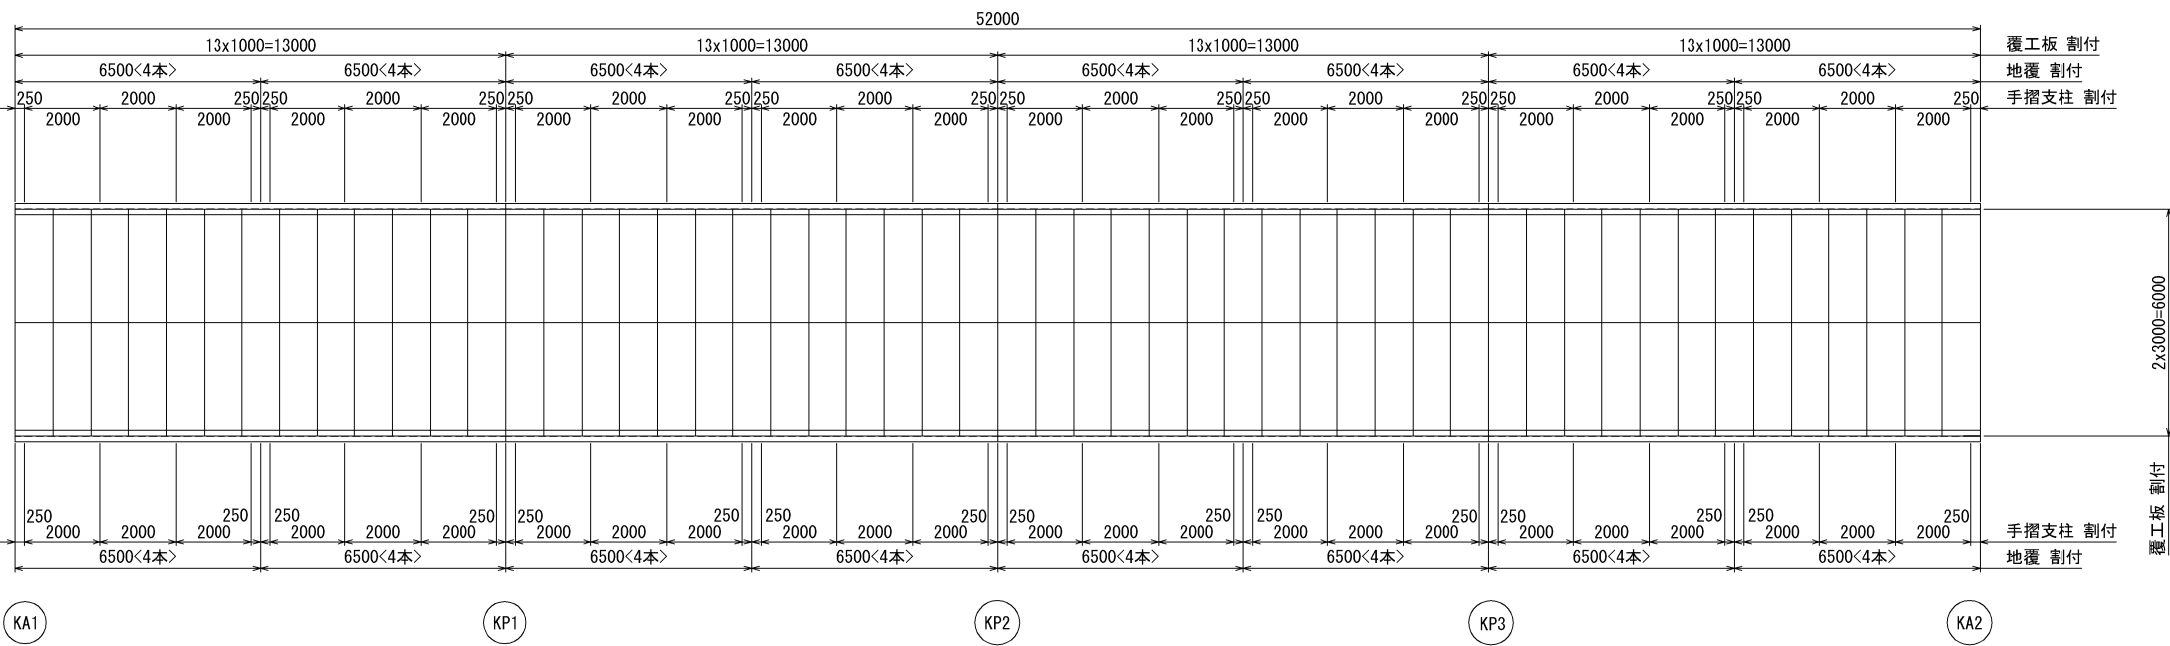 52000
13x1000=13000 13x1000=13000 13x1000=13000 13x1000=13000 覆工板 割付
6500<4本> 6500<4本> 6500<4本> 6500<4本> 6500<4本> 6500<4本> 6500<4本> 6500<4本> 地覆 割付
250 2000 250 250 2000 250 250 2000 250 250 2000 250 250 2000 250 250 2000 250 250 2000 250 250 2000 250 手摺支柱 割付
2000 2000 2000 2000 2000 2000 2000 2000 2000 2000 2000 2000 2000 2000 2000 2000
2x3000=6000
覆工板 割付
250 250 250 250 250 250 250 250 250 250 250 250 250 250 250 250
2000 2000 2000 2000 2000 2000 2000 2000 2000 2000 2000 2000 2000 2000 2000 2000 2000 2000 2000 2000 2000 2000 2000 2000 手摺支柱 割付
6500<4本> 6500<4本> 6500<4本> 6500<4本> 6500<4本> 6500<4本> 6500<4本> 6500<4本> 地覆 割付
KA1 KP1 KP2 KP3 KA2